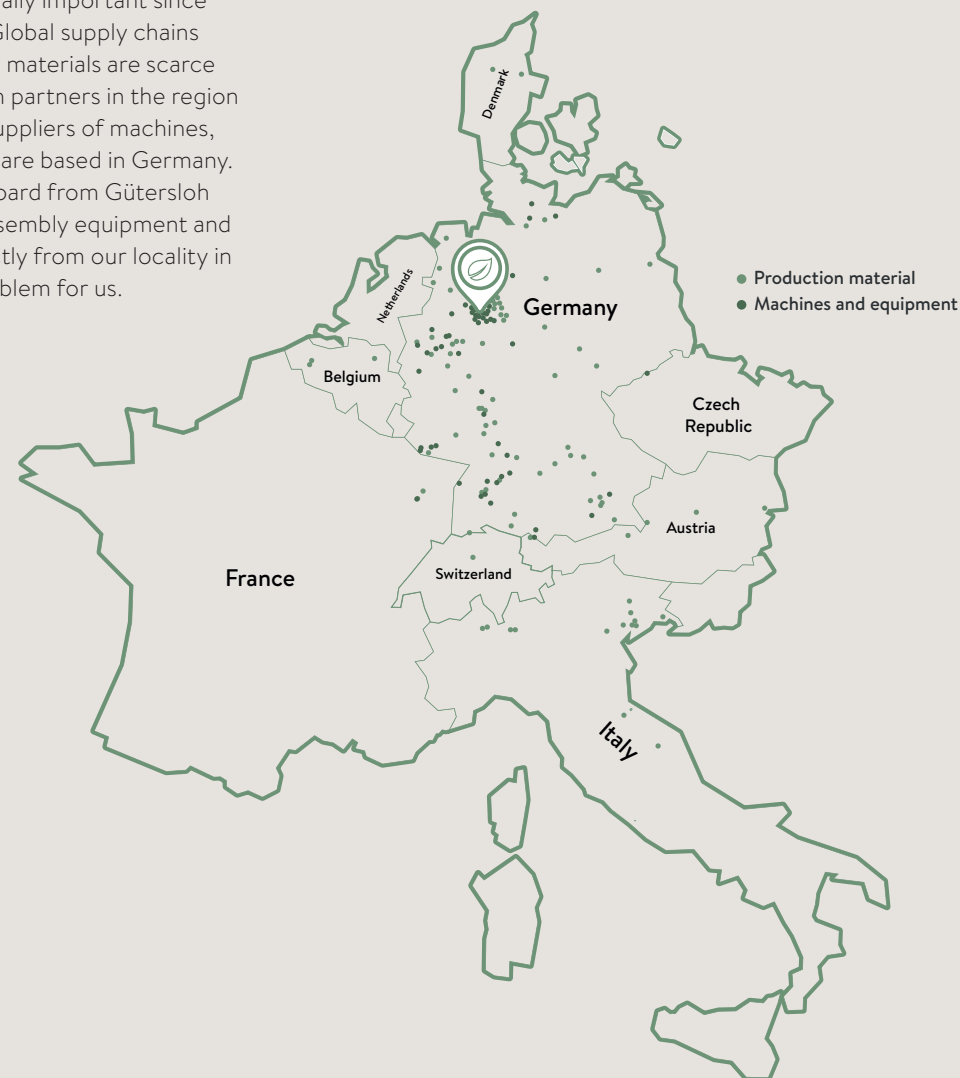 ally important since
Global supply chains
materials are scarce
partners in the region
uppliers of machines,
are based in Germany.
oard from Gütersloh
sembly equipment and
tly from our locality in
blem for us.
Denmark
Netherlands
Germany
Production material
Machines and equipment
Belgium
Czech
Republic
Austria
France
Switzerland
Italy